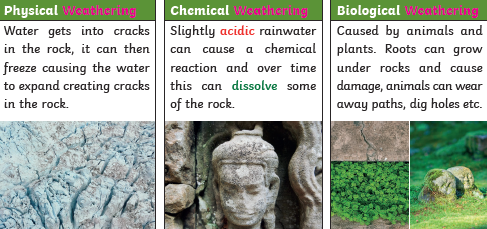 Physical Weathering
Water gets into cracks
in the rock, it can then
freeze causing the water
to expand creating cracks
in the rock.
Chemical Weathering
Slightly acidic rainwater
can cause a chemical
reaction and over time
this can dissolve some
of the rock.
Biological Weathering
Caused by animals and
plants. Roots can grow
under rocks and cause
damage, animals can wear
away paths, dig holes etc.